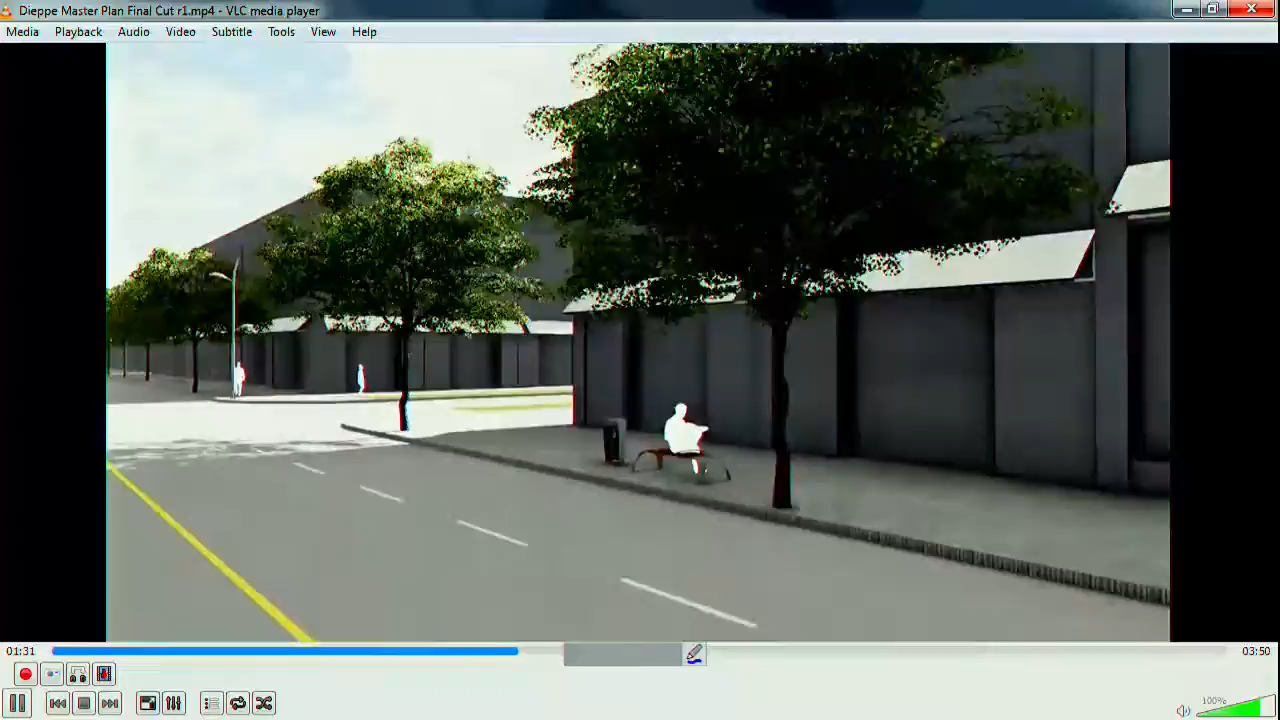 Dieppe Master Plan Final Cut r1.mp4 - VLC media player
Media Playback Audio Video Subtitle Tools View Help
01:31 03:50
100%